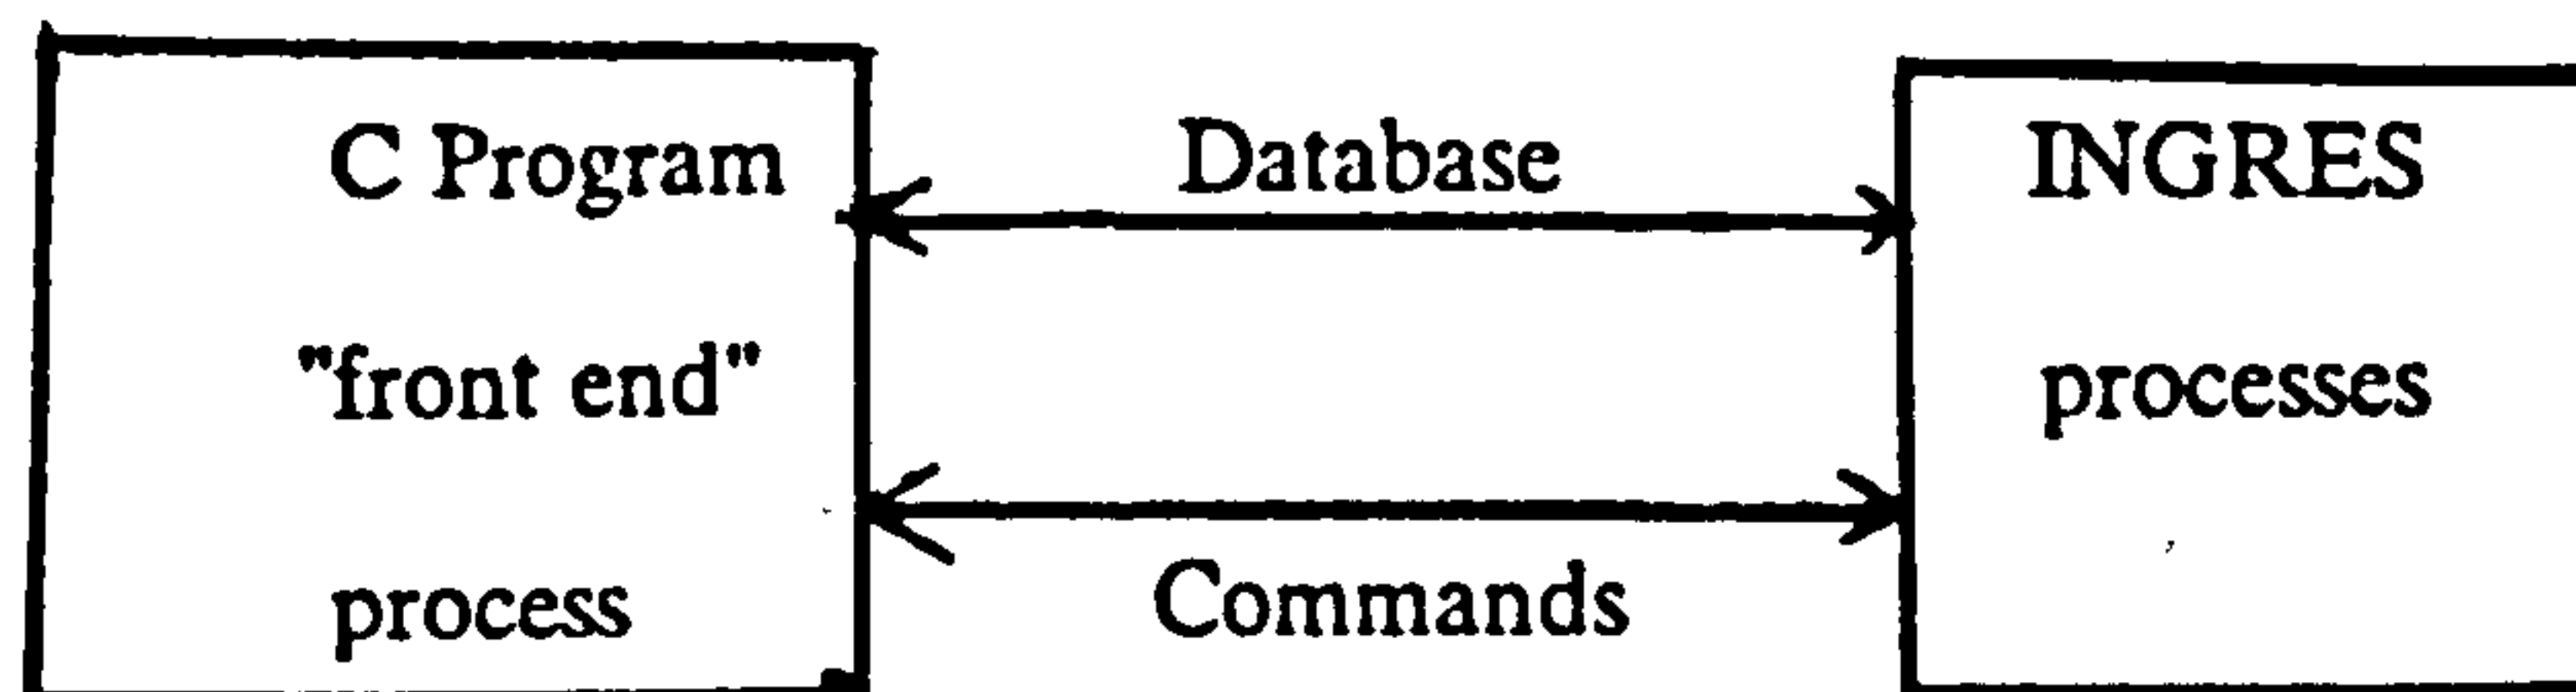 C Program
"front end"
process
Database
Commands
INGRES
processes